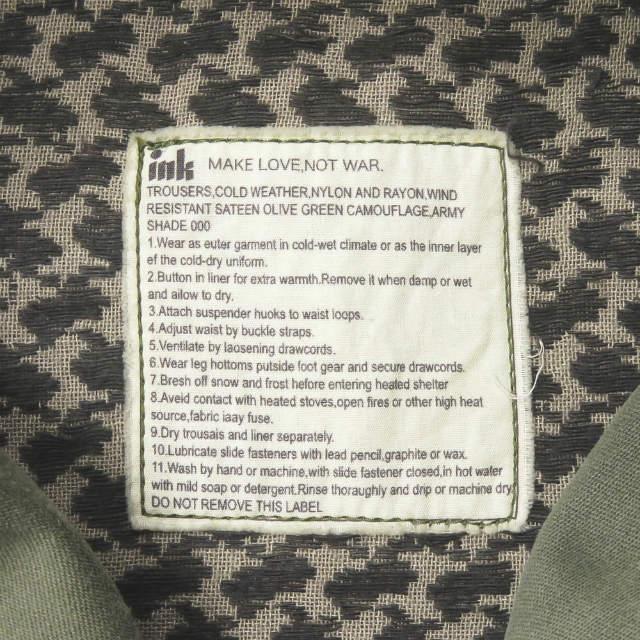 ink MAKE LOVE,NOT WAR.
TROUSERS,COLD WEATHER,NYLON AND RAYON,WIND
RESISTANT SATEEN OLIVE GREEN CAMOUFLAGE,ARMY
SHADE 000
1.Wear as euter garment in cold-wet climate or as the inner layer
ef the cold-dry uniform.
2.Button in liner for extra warmth.Remove it when damp or wet
and ailow to dry.
3.Attach suspender huoks to waist loops.
4.Adjust waist by buckle straps.
5.Ventilate by laosening drawcords.
6.Wear leg hottoms putside foot gear and secure drawcords.
7.Bresh off snow and frost before entering heated shelter
8.Aveid contact with heated stoves,open fires or other high heat
source,fabric iaay fuse.
9.Dry trousais and liner separately.
10.Lubricate slide fasteners with lead pencil,graphite or wax.
11.Wash by hand or machine,with slide fastener closed,in hot water
with mild soap or detergent.Rinse thoraughly and drip or machine dry.
DO NOT REMOVE THIS LABEL